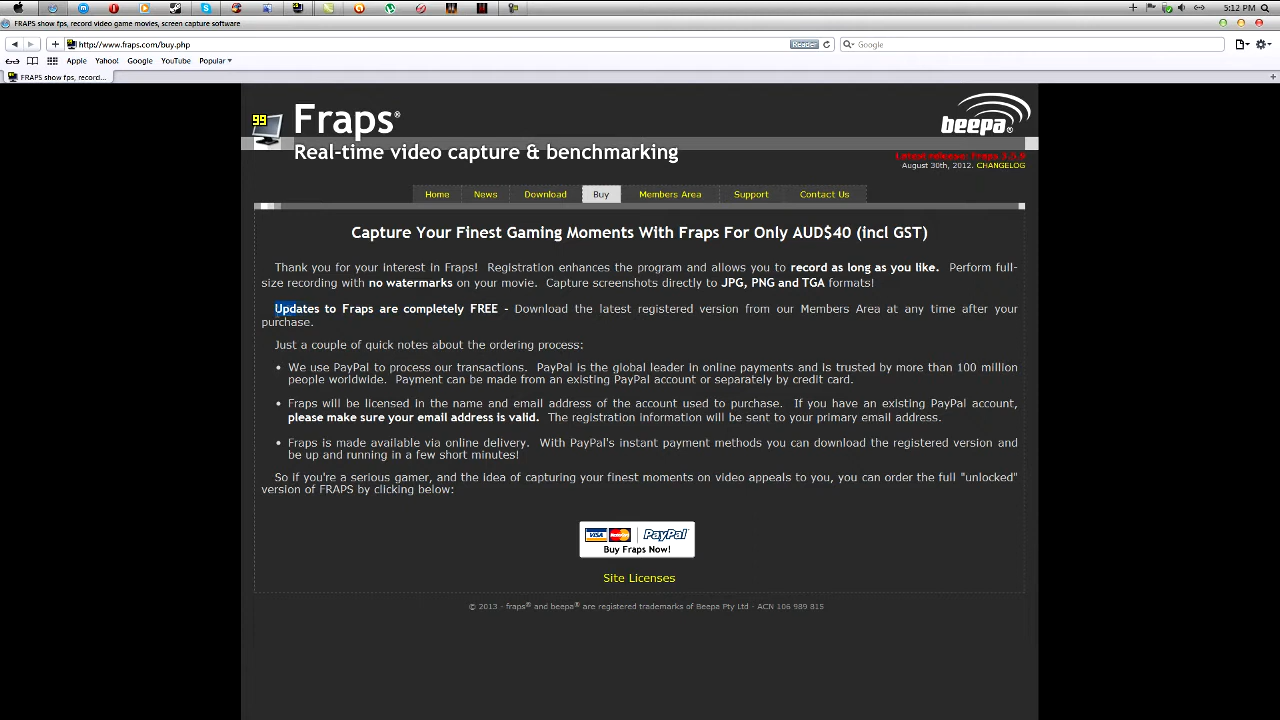 5:12 PM
FRAPS show fps, record video game movies, screen capture software
http://www.fraps.com/buy.php
Reader
Google
Apple Yahoo! Google YouTube Popular
FRAPS show fps, record...
99
Fraps®
beepa®
Real-time video capture & benchmarking
Latest release: Fraps 3.5.9
August 30th, 2012. CHANGELOG
Home News Download Buy Members Area Support Contact Us
Capture Your Finest Gaming Moments With Fraps For Only AUD$40 (incl GST)
Thank you for your interest in Fraps! Registration enhances the program and allows you to record as long as you like. Perform full-
size recording with no watermarks on your movie. Capture screenshots directly to JPG, PNG and TGA formats!
Updates to Fraps are completely FREE - Download the latest registered version from our Members Area at any time after your
purchase.
Just a couple of quick notes about the ordering process:
• We use PayPal to process our transactions. PayPal is the global leader in online payments and is trusted by more than 100 million
people worldwide. Payment can be made from an existing PayPal account or separately by credit card.
• Fraps will be licensed in the name and email address of the account used to purchase. If you have an existing PayPal account,
please make sure your email address is valid. The registration information will be sent to your primary email address.
• Fraps is made available via online delivery. With PayPal's instant payment methods you can download the registered version and
be up and running in a few short minutes!
So if you're a serious gamer, and the idea of capturing your finest moments on video appeals to you, you can order the full "unlocked"
version of FRAPS by clicking below:
VISA MasterCard PayPal
Buy Fraps Now!
Site Licenses
© 2013 - fraps® and beepa® are registered trademarks of Beepa Pty Ltd - ACN 106 989 815